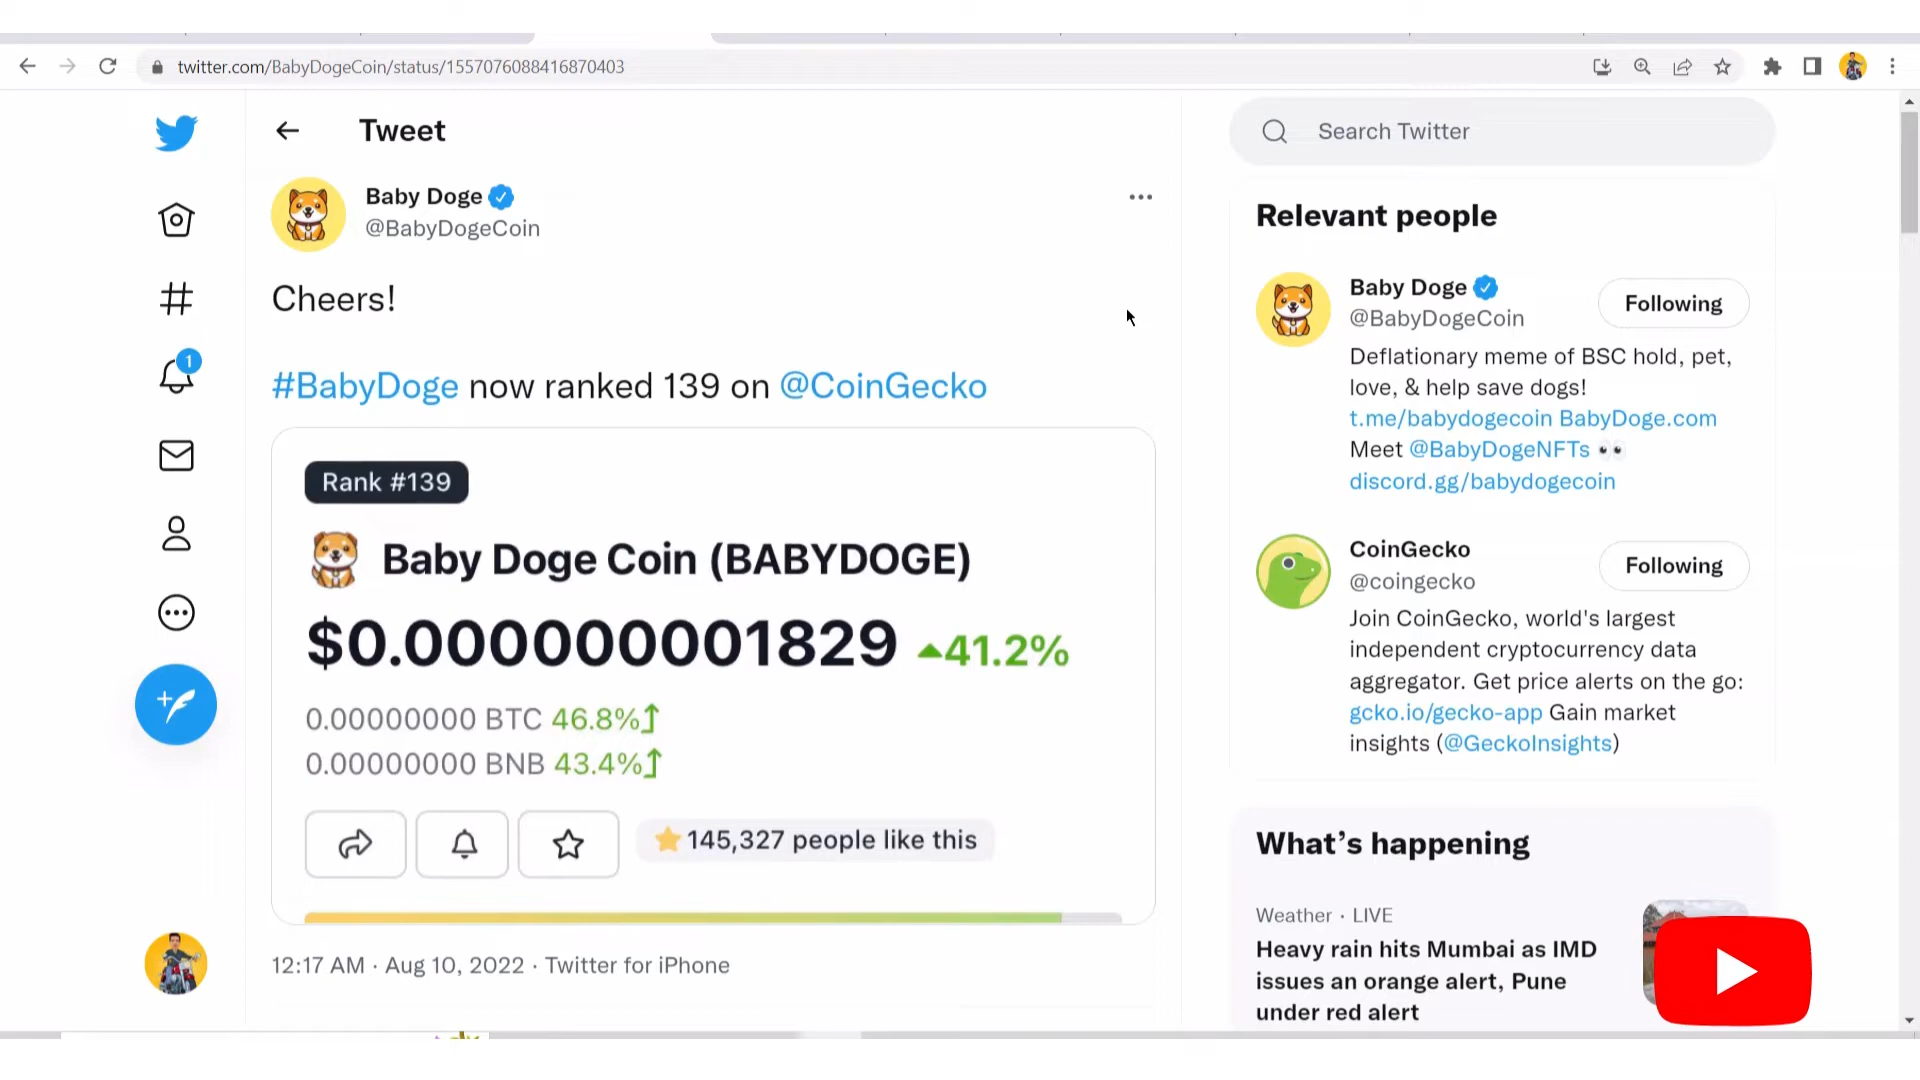 twitter.com/BabyDogeCoin/status/1557076088416870403
Tweet
Baby Doge
@BabyDogeCoin
Cheers!
#BabyDoge now ranked 139 on @CoinGecko
Rank #139
Baby Doge Coin (BABYDOGE)
$0.000000001829 41.2%
0.00000000 BTC 46.8%
0.00000000 BNB 43.4%
145,327 people like this
12:17 AM · Aug 10, 2022 · Twitter for iPhone
1
Search Twitter
Relevant people
Baby Doge
@BabyDogeCoin
Following
Deflationary meme of BSC hold, pet,
love, & help save dogs!
t.me/babydogecoin BabyDoge.com
Meet @BabyDogeNFTs 👀
discord.gg/babydogecoin
CoinGecko
@coingecko
Following
Join CoinGecko, world's largest
independent cryptocurrency data
aggregator. Get price alerts on the go:
gcko.io/gecko-app Gain market
insights (@GeckoInsights)
What's happening
Weather · LIVE
Heavy rain hits Mumbai as IMD
issues an orange alert, Pune
under red alert